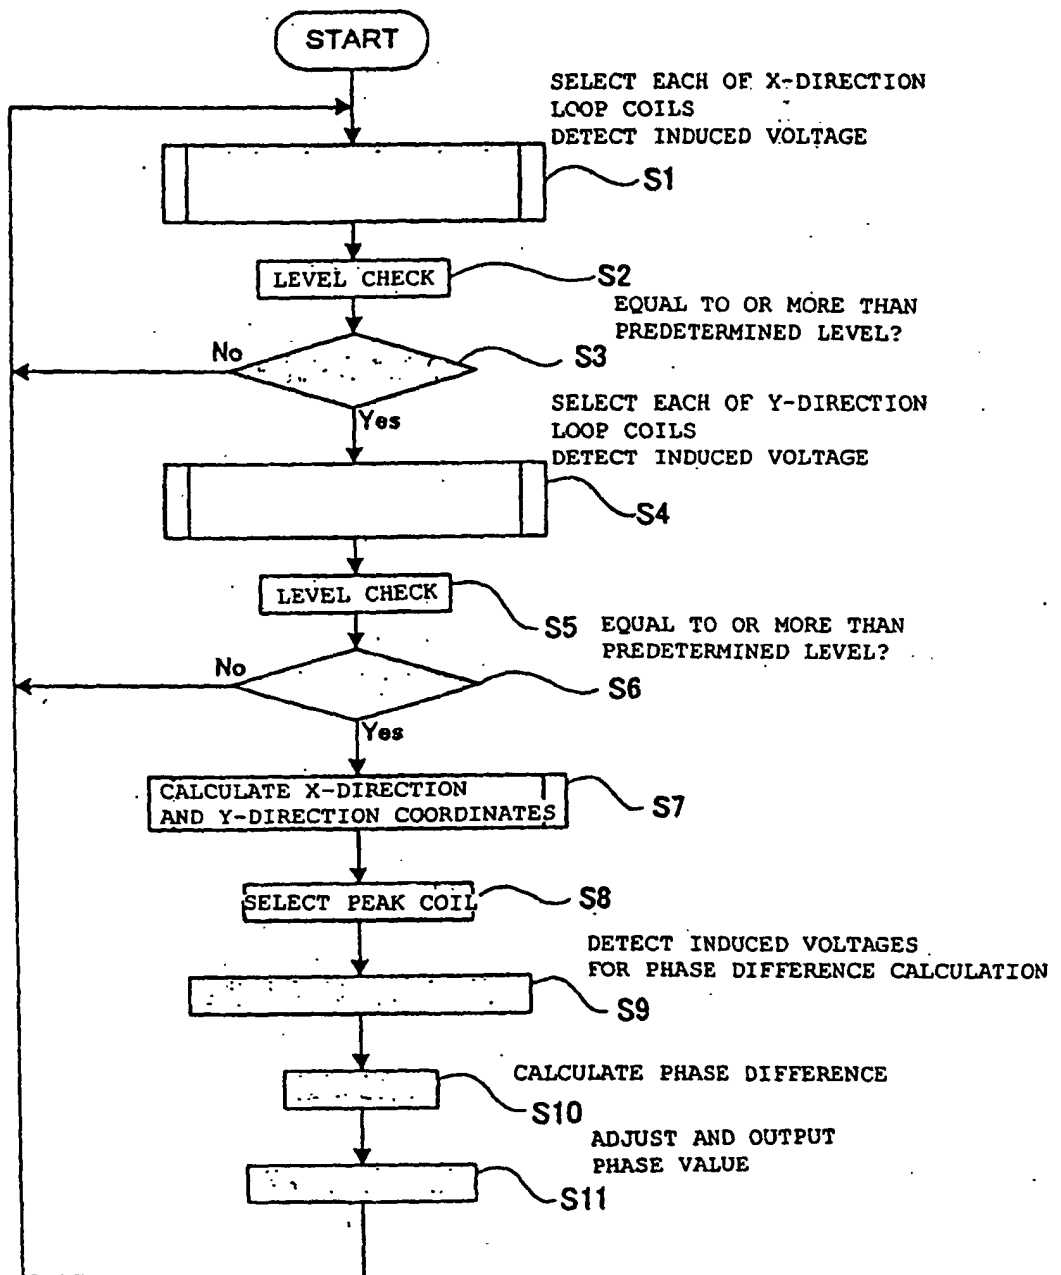 START
SELECT EACH OF X-DIRECTION
LOOP COILS
DETECT INDUCED VOLTAGE
S1
LEVEL CHECK
S2
EQUAL TO OR MORE THAN
PREDETERMINED LEVEL?
No
S3
Yes
SELECT EACH OF Y-DIRECTION
LOOP COILS
DETECT INDUCED VOLTAGE
S4
LEVEL CHECK
S5
EQUAL TO OR MORE THAN
PREDETERMINED LEVEL?
No
S6
Yes
CALCULATE X-DIRECTION
AND Y-DIRECTION COORDINATES
S7
SELECT PEAK COIL
S8
DETECT INDUCED VOLTAGES
FOR PHASE DIFFERENCE CALCULATION
S9
CALCULATE PHASE DIFFERENCE
S10
ADJUST AND OUTPUT
PHASE VALUE
S11